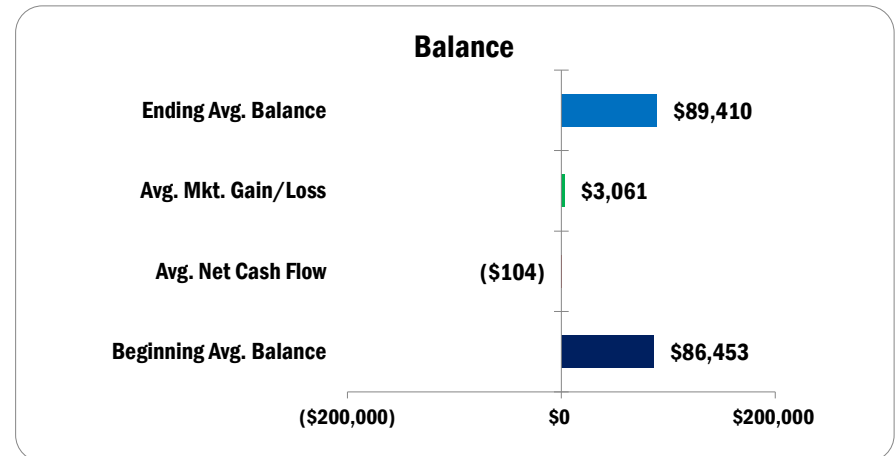 Balance
Ending Avg. Balance $89,410
Avg. Mkt. Gain/Loss $3,061
Avg. Net Cash Flow ($104)
Beginning Avg. Balance $86,453
($200,000) $0 $200,000